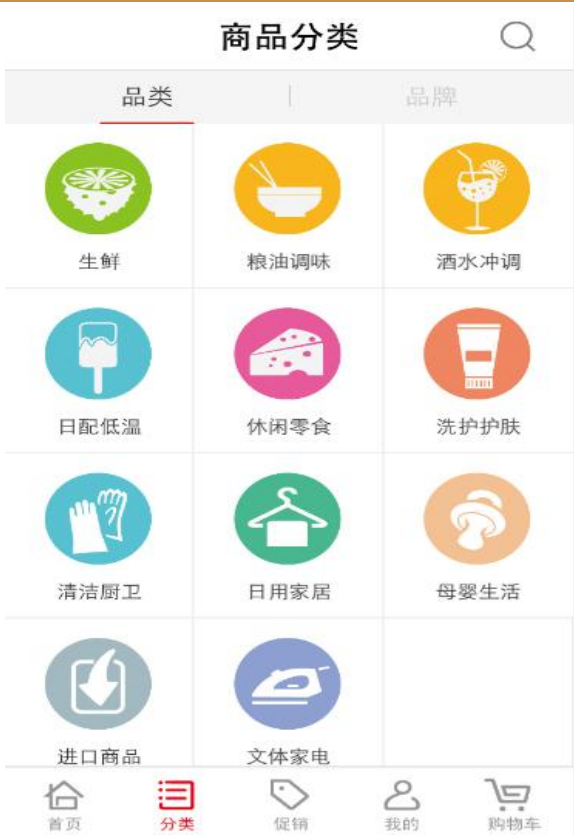 商品分类
品类
品牌
生鲜
粮油调味
酒水冲调
日配低温
休闲零食
洗护护肤
清洁厨卫
日用家居
母婴生活
进口商品
文体家电
首页
分类
促销
我的
购物车